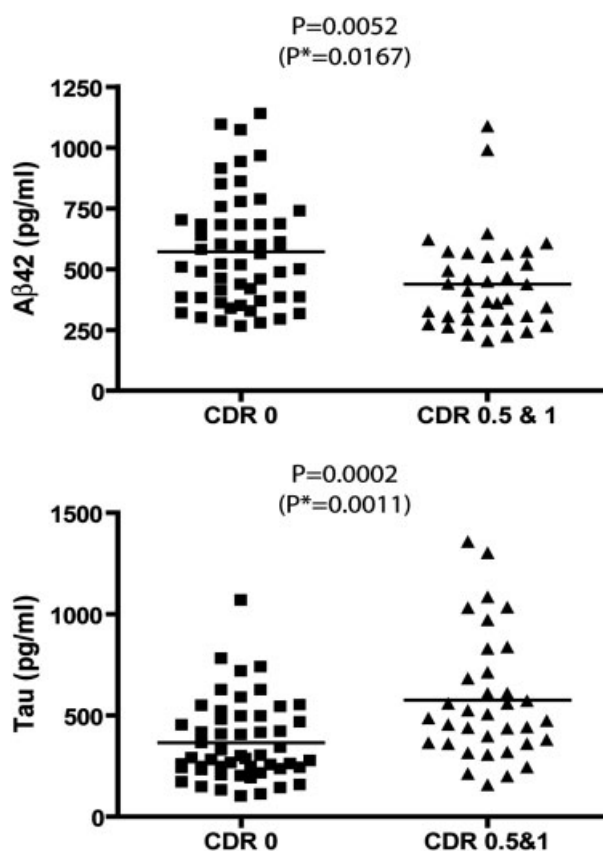 P=0.0052
(P*=0.0167)
1250
1000
750
500
250
0
Aβ42 (pg/ml)
CDR 0
CDR 0.5 & 1
P=0.0002
(P*=0.0011)
1500
1000
500
0
Tau (pg/ml)
CDR 0
CDR 0.5&1